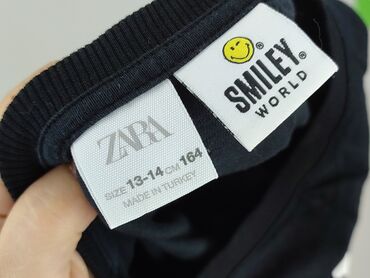 ZARA
SIZE 13-14 CM 164
MADE IN TURKEY
SMILEY®
WORLD